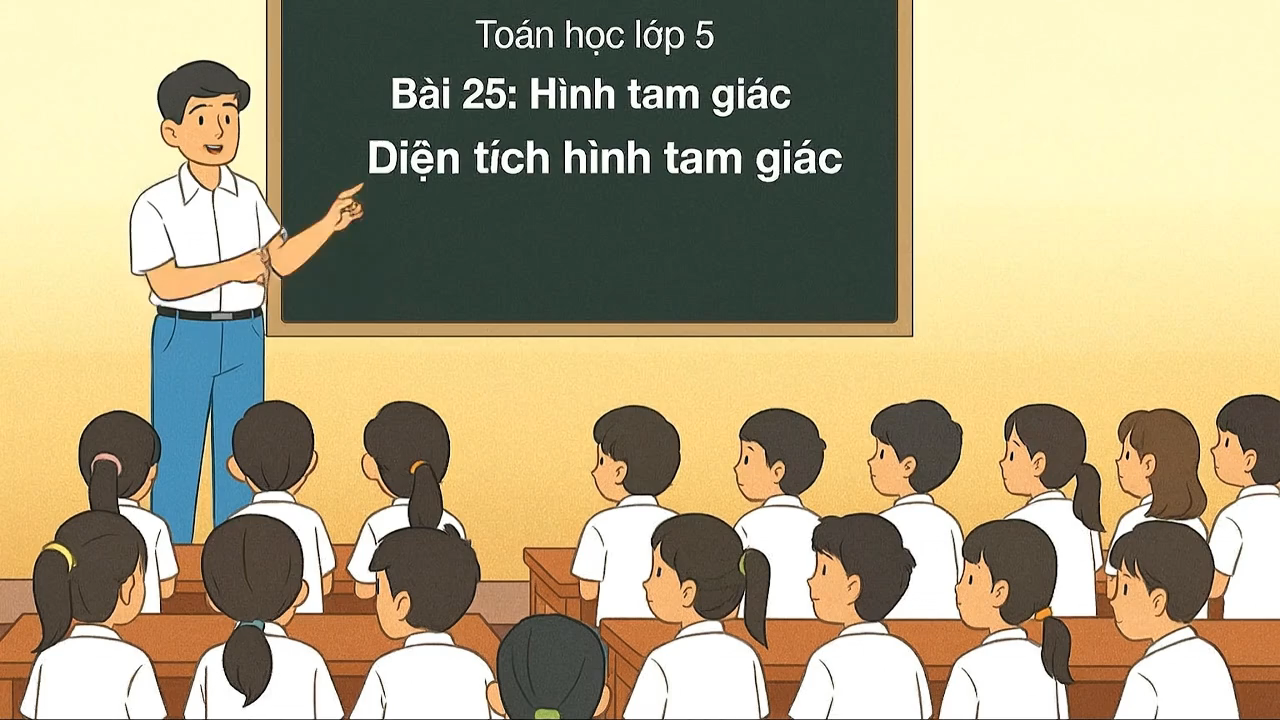 Toán học lớp 5
Bài 25: Hình tam giác
Diện tích hình tam giác